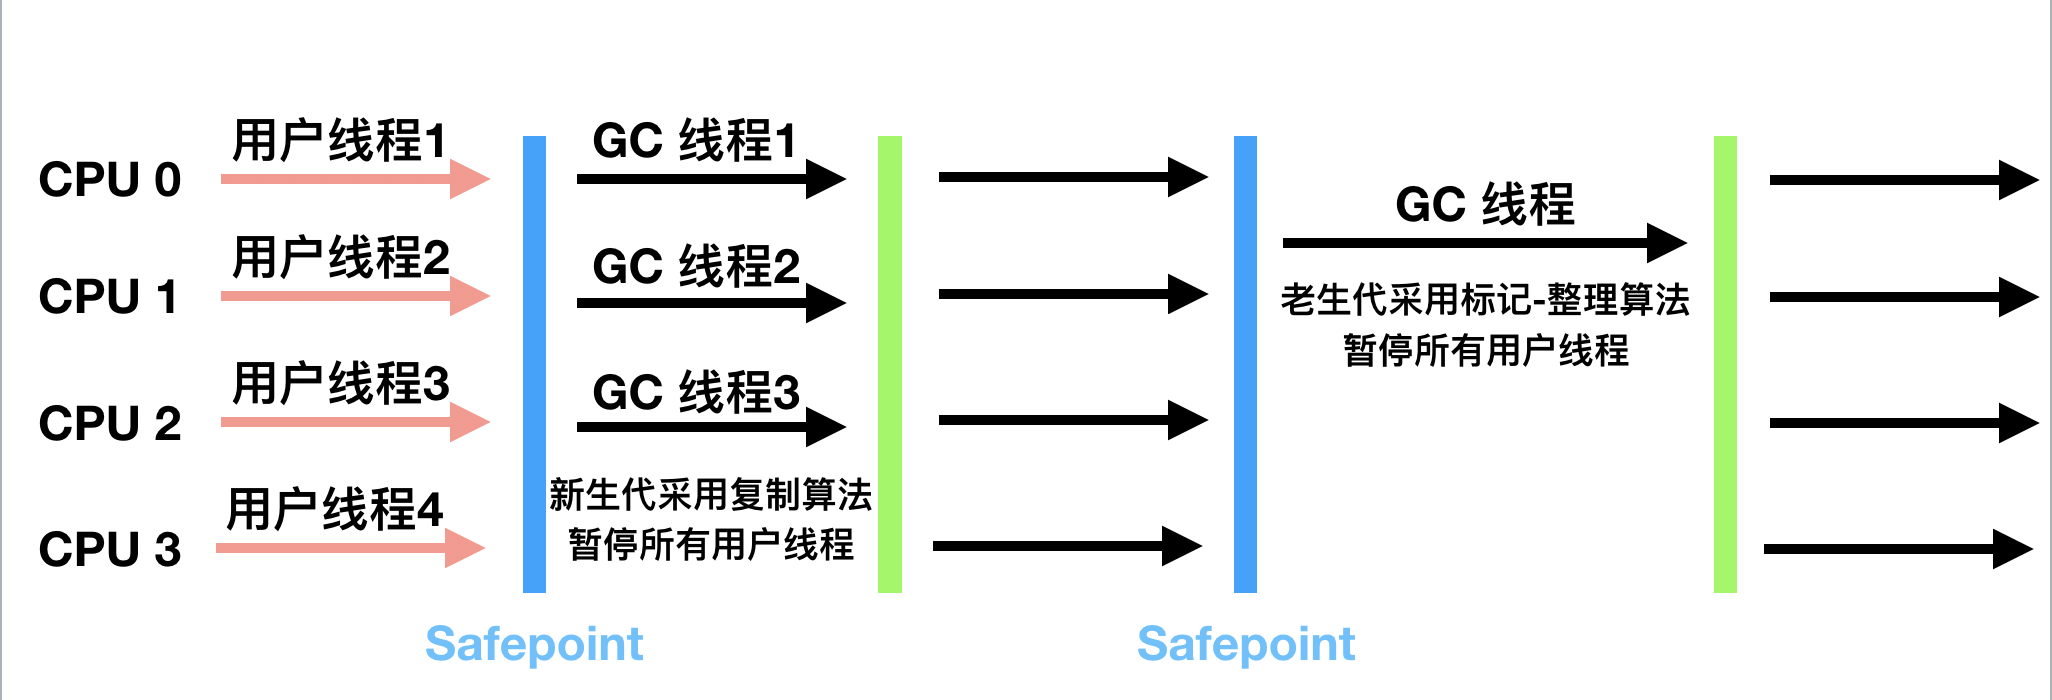 用户线程1
GC 线程1
CPU 0
GC 线程
用户线程2
GC 线程2
CPU 1
老生代采用标记-整理算法
暂停所有用户线程
用户线程3
GC 线程3
CPU 2
用户线程4
新生代采用复制算法
CPU 3
暂停所有用户线程
Safepoint
Safepoint